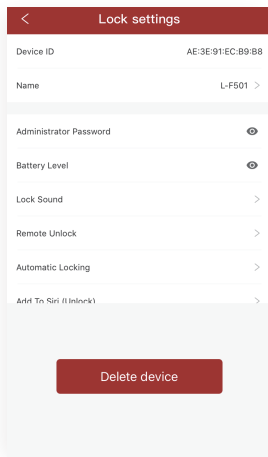 Lock settings
Device ID AE:3E:91:EC:B9:B8
Name L-F501
Administrator Password
Battery Level
Lock Sound
Remote Unlock
Automatic Locking
Add To Siri (Unlock)
Delete device